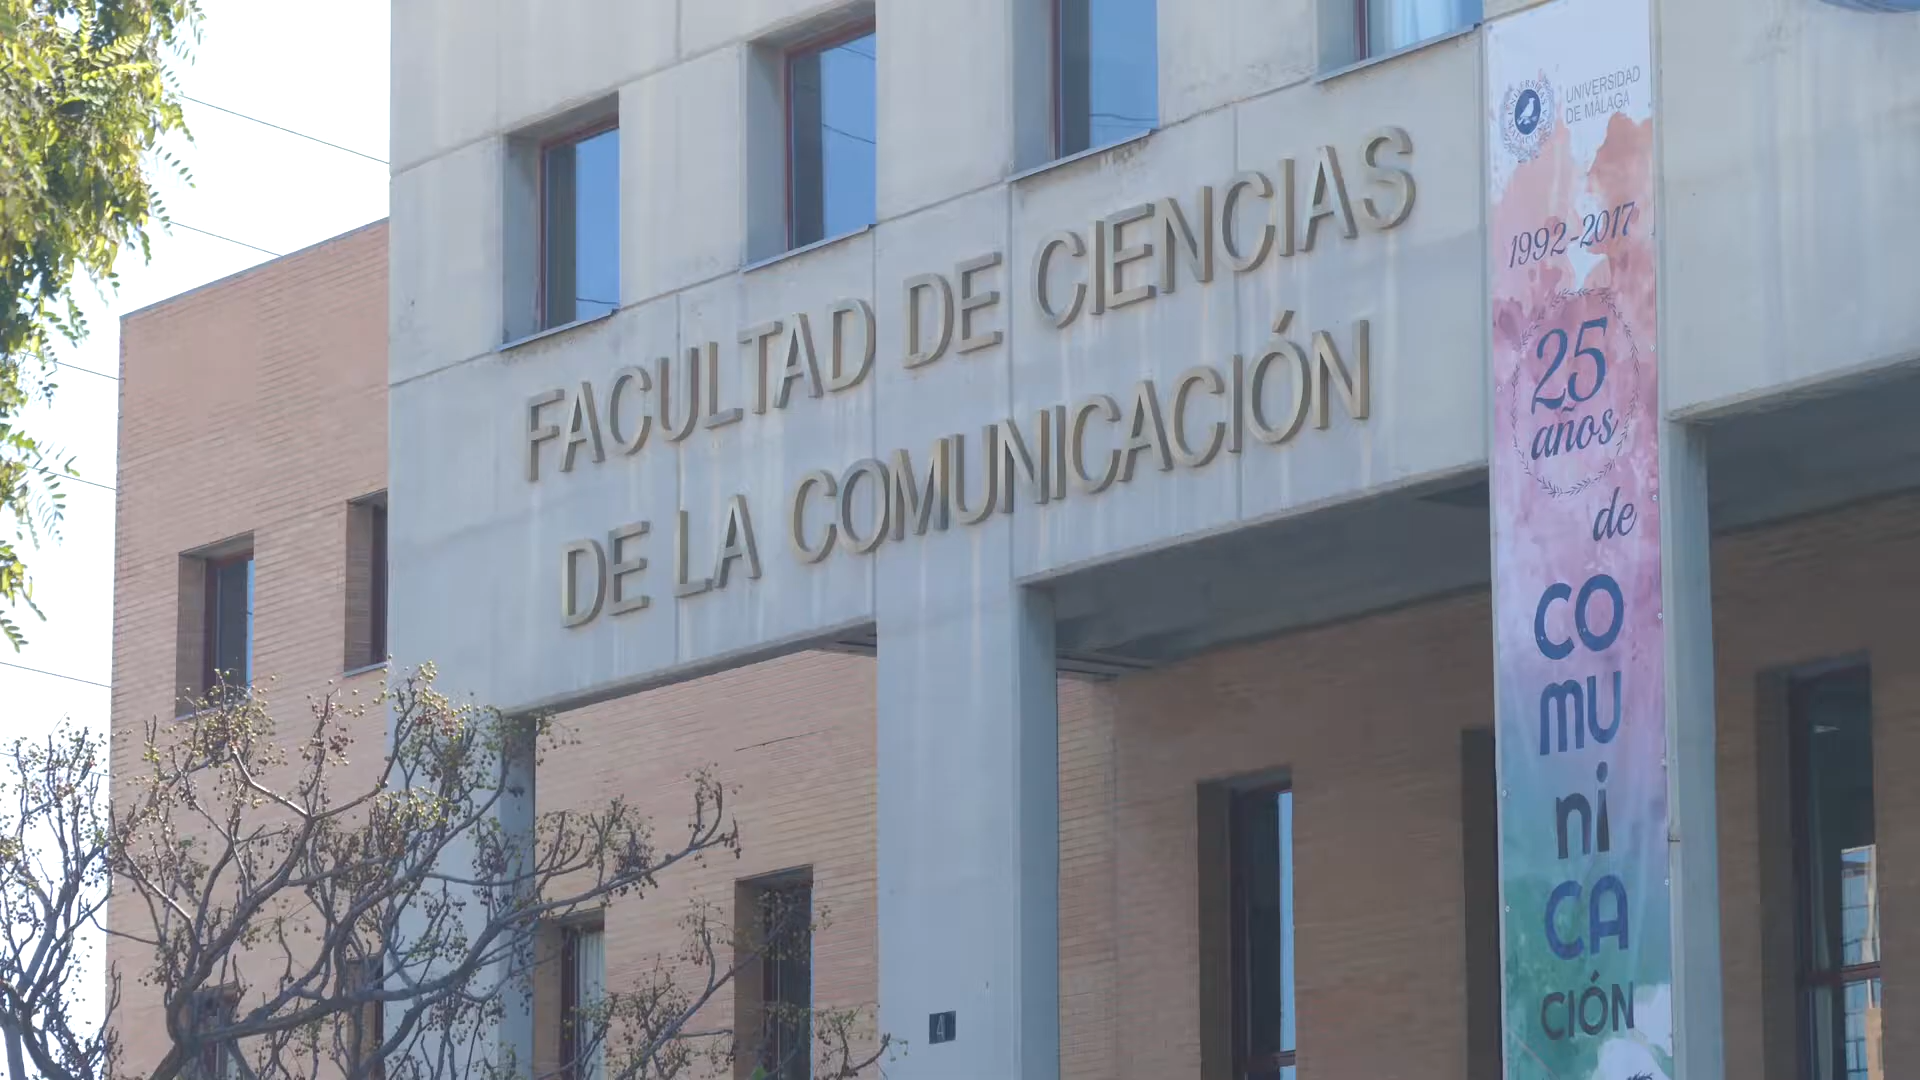 FACULTAD DE CIENCIAS
DE LA COMUNICACIÓN
4
UNIVERSIDAD
DE MÁLAGA
1992-2017
25
años
de
CO
MU
ni
CA
CIÓN